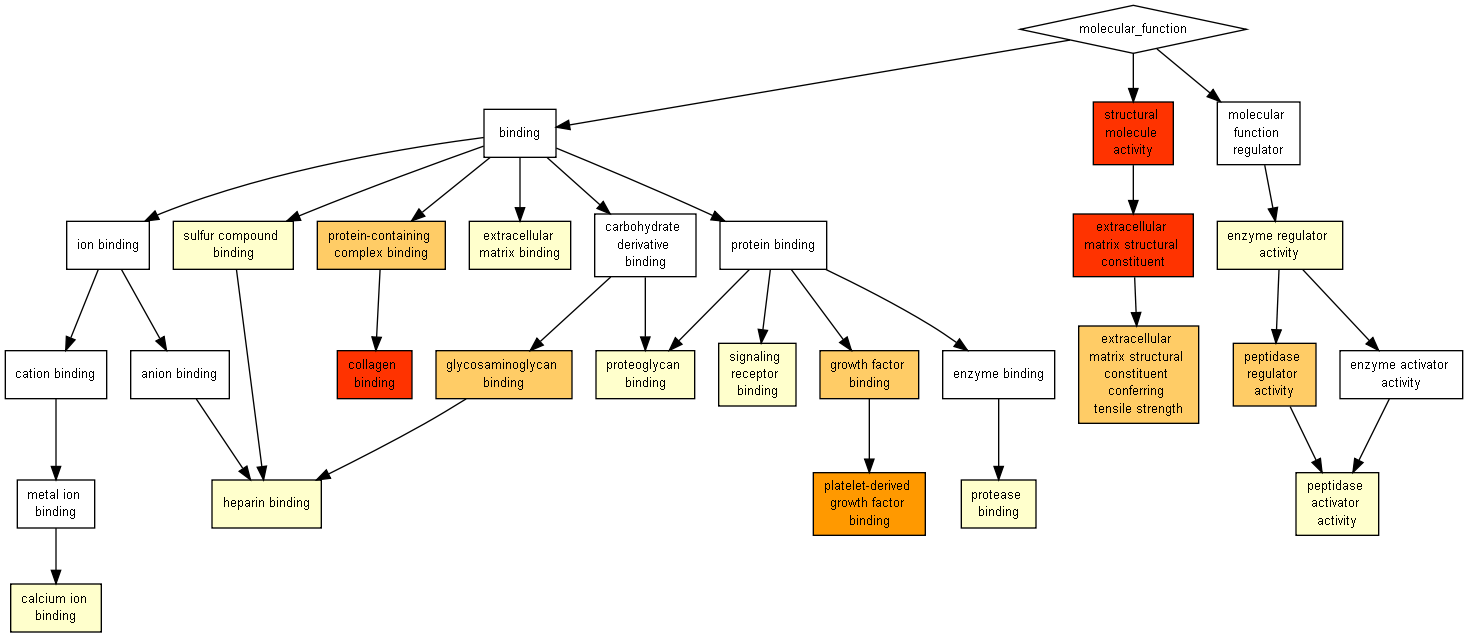 molecular_function
binding
structural
molecule
activity
molecular
function
regulator
ion binding
sulfur compound
binding
protein-containing
complex binding
extracellular
matrix binding
carbohydrate
derivative
binding
protein binding
extracellular
matrix structural
constituent
enzyme regulator
activity
cation binding
anion binding
collagen
binding
glycosaminoglycan
binding
proteoglycan
binding
signaling
receptor
binding
growth factor
binding
enzyme binding
extracellular
matrix structural
constituent
conferring
tensile strength
peptidase
regulator
activity
enzyme activator
activity
metal ion
binding
heparin binding
platelet-derived
growth factor
binding
protease
binding
peptidase
activator
activity
calcium ion
binding